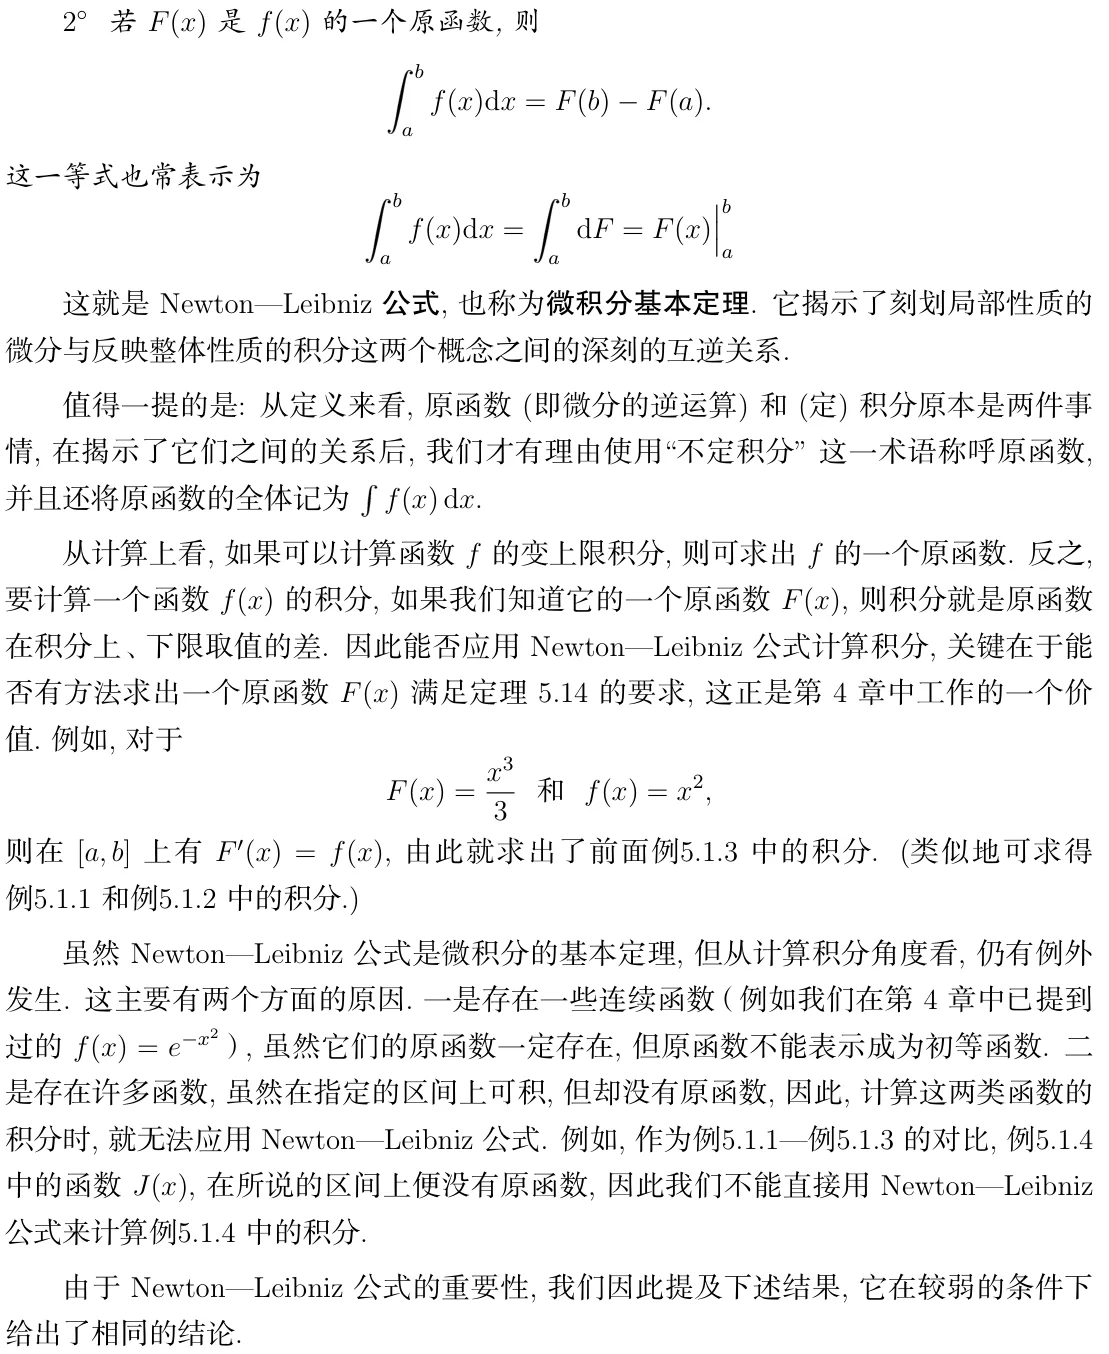 2° 若 F(x) 是 f(x) 的一个原函数, 则
∫_a^b f(x)dx = F(b) − F(a).
这一等式也常表示为
∫_a^b f(x)dx = ∫_a^b dF = F(x)|_a^b
这就是 Newton—Leibniz 公式, 也称为微积分基本定理. 它揭示了刻划局部性质的
微分与反映整体性质的积分这两个概念之间的深刻的互逆关系.
值得一提的是: 从定义来看, 原函数 (即微分的逆运算) 和 (定) 积分原本是两件事
情, 在揭示了它们之间的关系后, 我们才有理由使用“不定积分” 这一术语称呼原函数,
并且还将原函数的全体记为 ∫ f(x) dx.
从计算上看, 如果可以计算函数 f 的变上限积分, 则可求出 f 的一个原函数. 反之,
要计算一个函数 f(x) 的积分, 如果我们知道它的一个原函数 F(x), 则积分就是原函数
在积分上、下限取值的差. 因此能否应用 Newton—Leibniz 公式计算积分, 关键在于能
否有方法求出一个原函数 F(x) 满足定理 5.14 的要求, 这正是第 4 章中工作的一个价
值. 例如, 对于
F(x) = x³/3 和 f(x) = x²,
则在 [a, b] 上有 F′(x) = f(x), 由此就求出了前面例5.1.3 中的积分. (类似地可求得
例5.1.1 和例5.1.2 中的积分.)
虽然 Newton—Leibniz 公式是微积分的基本定理, 但从计算积分角度看, 仍有例外
发生. 这主要有两个方面的原因. 一是存在一些连续函数 ( 例如我们在第 4 章中已提到
过的 f(x) = e^{−x²} ) , 虽然它们的原函数一定存在, 但原函数不能表示成为初等函数. 二
是存在许多函数, 虽然在指定的区间上可积, 但却没有原函数, 因此, 计算这两类函数的
积分时, 就无法应用 Newton—Leibniz 公式. 例如, 作为例5.1.1—例5.1.3 的对比, 例5.1.4
中的函数 J(x), 在所说的区间上便没有原函数, 因此我们不能直接用 Newton—Leibniz
公式来计算例5.1.4 中的积分.
由于 Newton—Leibniz 公式的重要性, 我们因此提及下述结果, 它在较弱的条件下
给出了相同的结论.